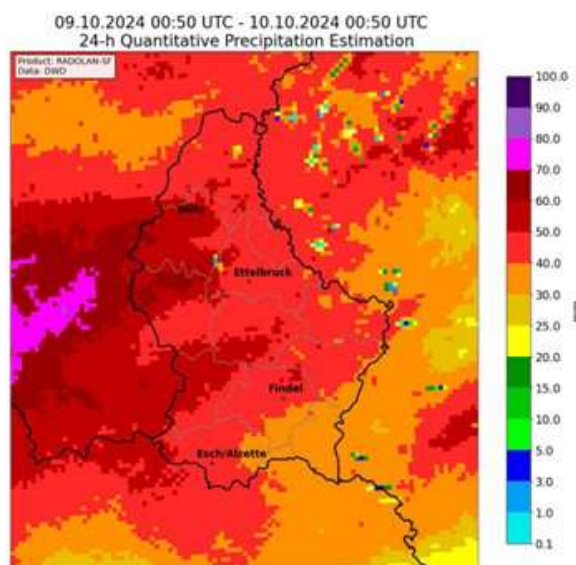 09.10.2024 00:50 UTC - 10.10.2024 00:50 UTC
24-h Quantitative Precipitation Estimation
Product: RADOLAN-SF
Data: DWD
100.0
90.0
80.0
70.0
60.0
50.0
40.0
30.0
20.0
15.0
10.0
5.0
3.0
1.0
0.1
Ettelbruck
Findel
Esch/Alzette